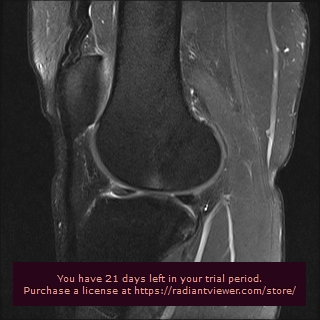 You have 21 days left in your trial period.
Purchase a license at https://radiantviewer.com/store/